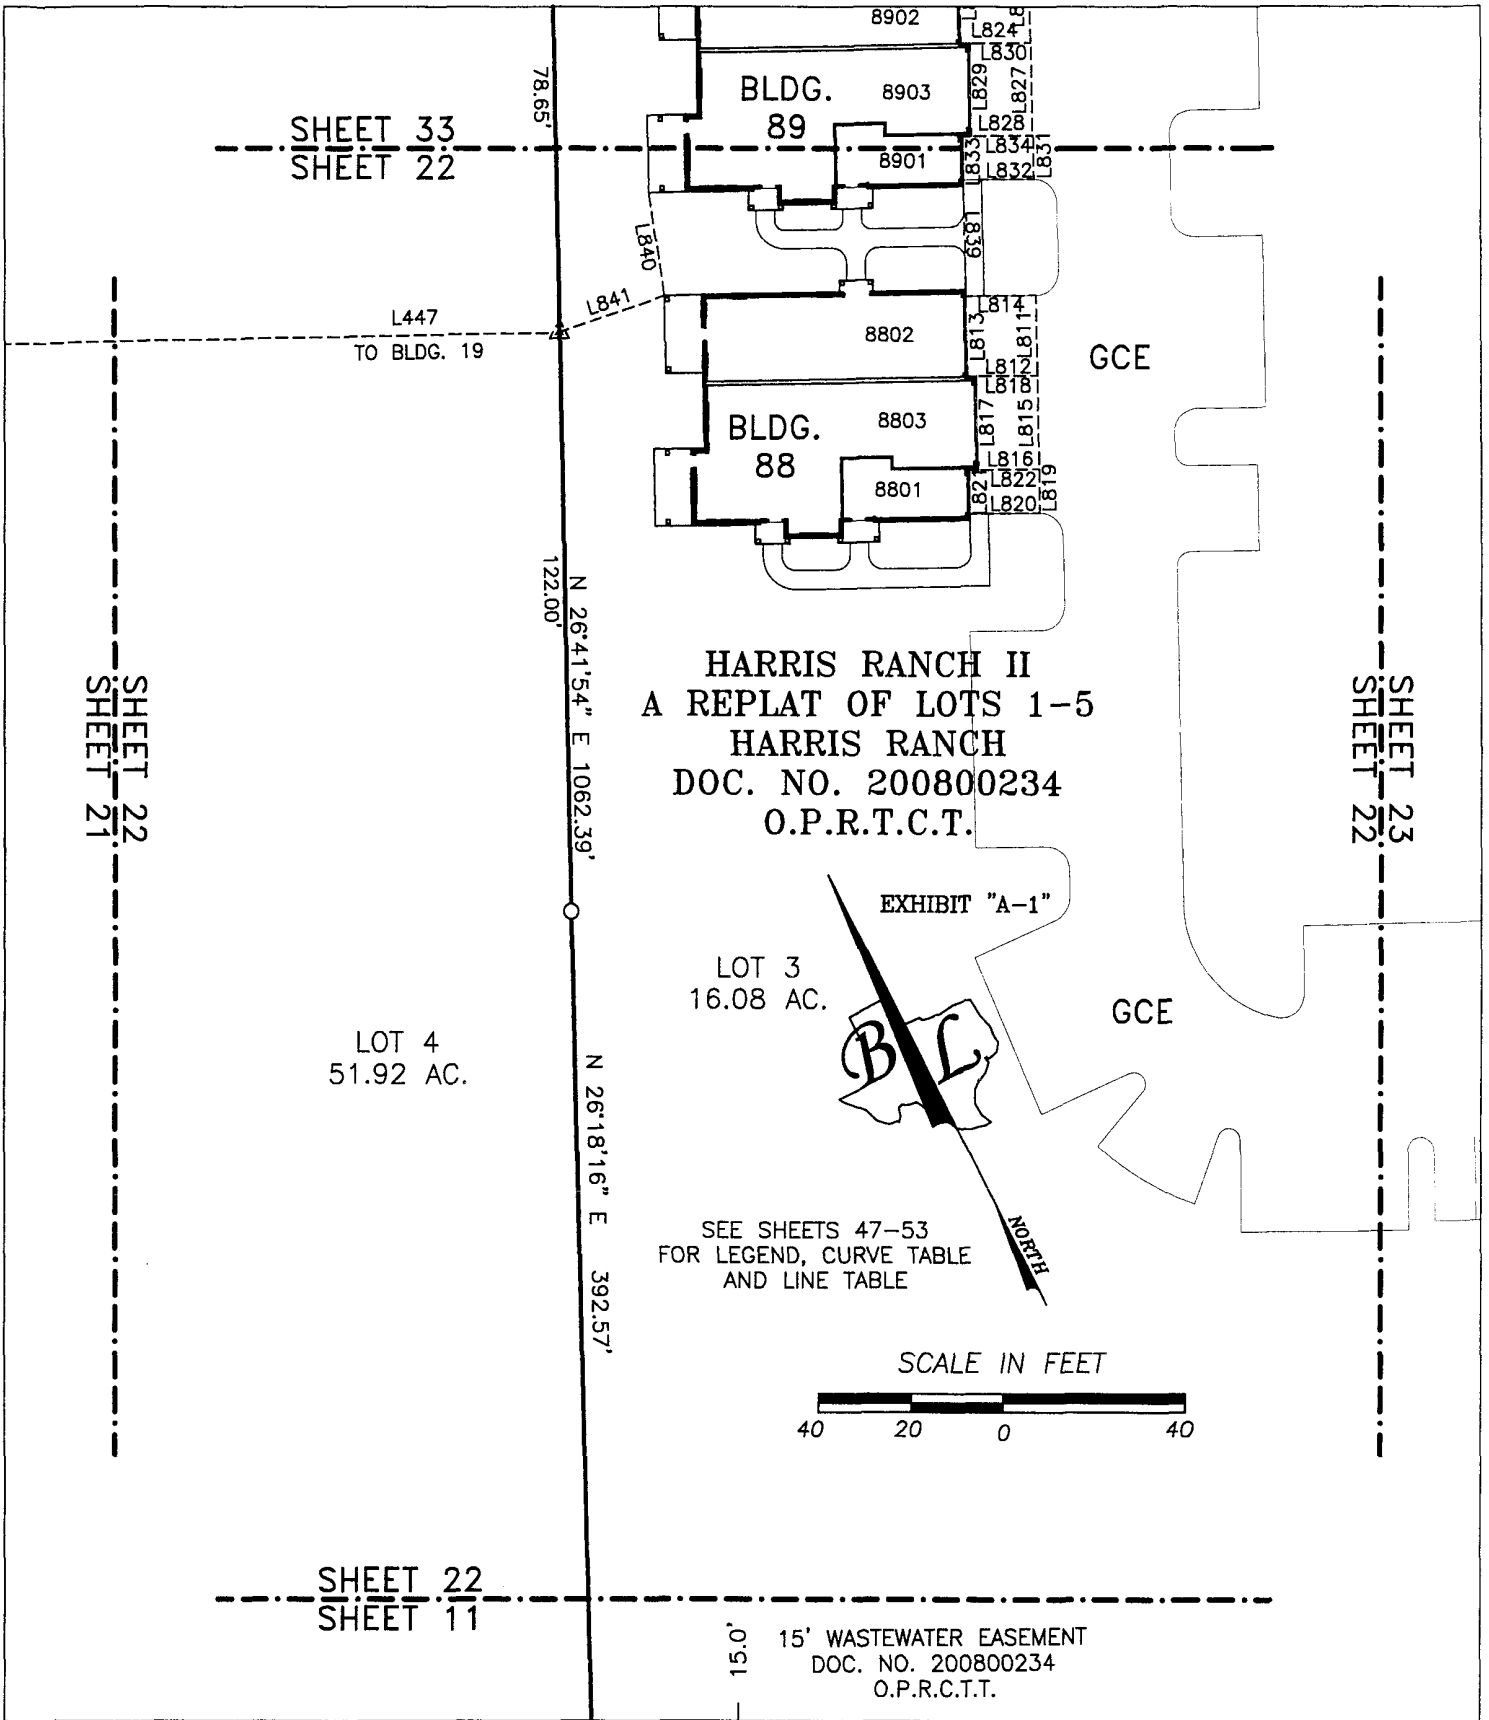 8902
L824
L830
78.65'
BLDG.
89
8903
L829
L827
L828
SHEET 33
SHEET 22
8901
L833
L834
L832
L831
L840
L839
L841
L447
TO BLDG. 19
L814
L813
L811
8802
L812
GCE
L818
BLDG.
88
8803
L817
L815
L816
8801
L821
L822
L820
L819
122.00'
N 26°41'54" E 1062.39'
HARRIS RANCH II
A REPLAT OF LOTS 1-5
HARRIS RANCH
DOC. NO. 200800234
O.P.R.T.C.T.
SHEET 22
SHEET 21
SHEET 23
SHEET 22
EXHIBIT "A-1"
LOT 3
16.08 AC.
B L
GCE
LOT 4
51.92 AC.
N 26°18'16" E 392.57'
SEE SHEETS 47-53
FOR LEGEND, CURVE TABLE
AND LINE TABLE
NORTH
SCALE IN FEET
40 20 0 40
SHEET 22
SHEET 11
15.0'
15' WASTEWATER EASEMENT
DOC. NO. 200800234
O.P.R.C.T.T.